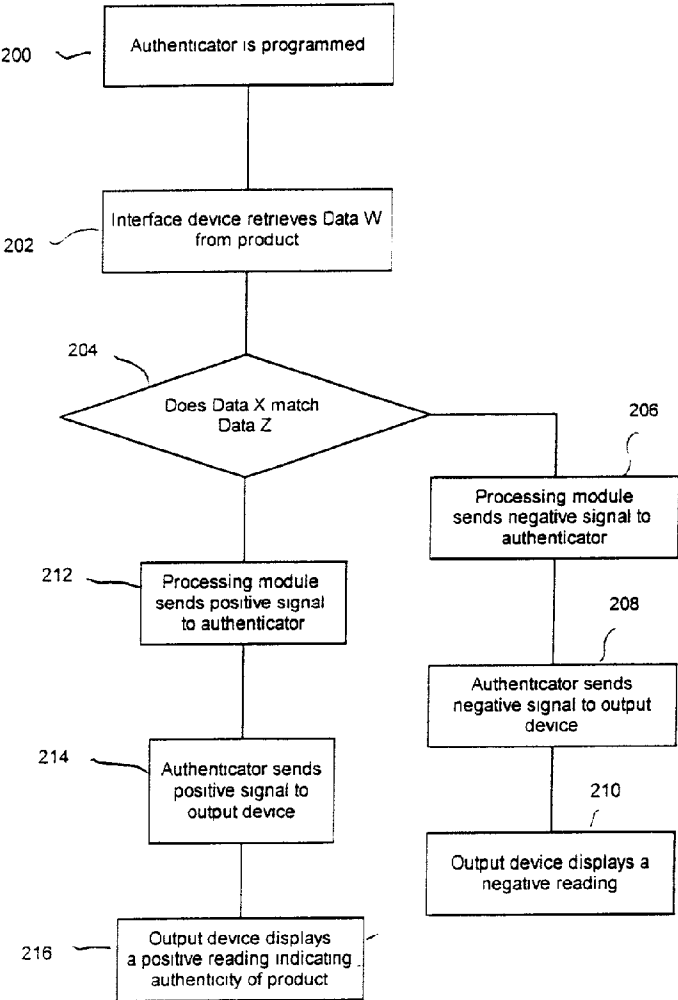 200
Authenticator is programmed
202
Interface device retrieves Data W
from product
204
Does Data X match
Data Z
206
Processing module
sends negative signal to
authenticator
212
Processing module
sends positive signal
to authenticator
208
Authenticator sends
negative signal to output
device
214
Authenticator sends
positive signal to
output device
210
Output device displays a
negative reading
216
Output device displays
a positive reading indicating
authenticity of product